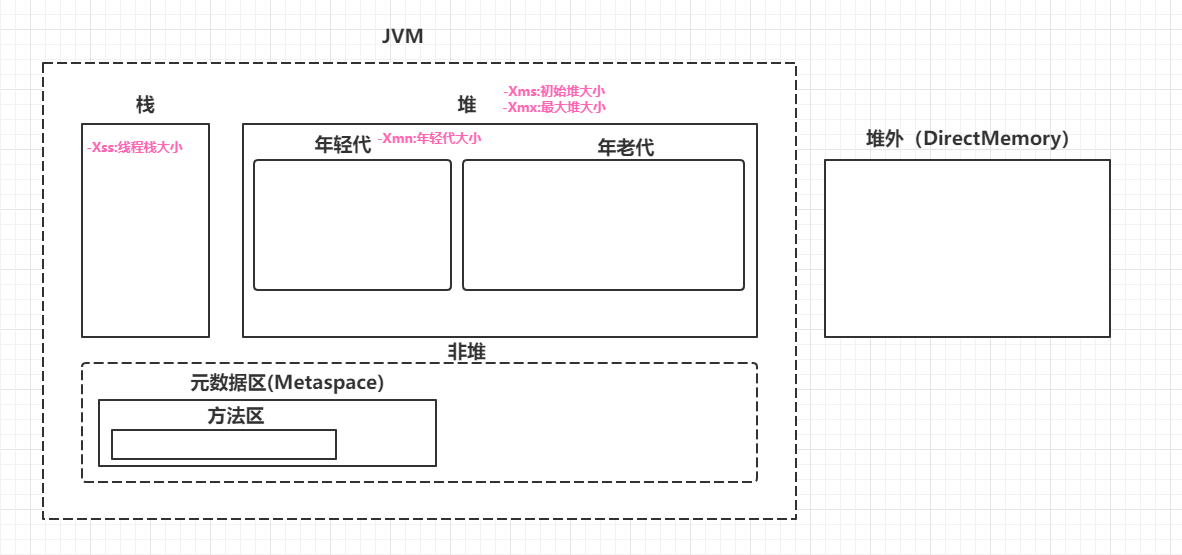 JVM
栈
堆
-Xms:初始堆大小
-Xmx:最大堆大小
-Xss:线程栈大小
年轻代
-Xmn:年轻代大小
年老代
堆外（DirectMemory）
非堆
元数据区(Metaspace)
方法区